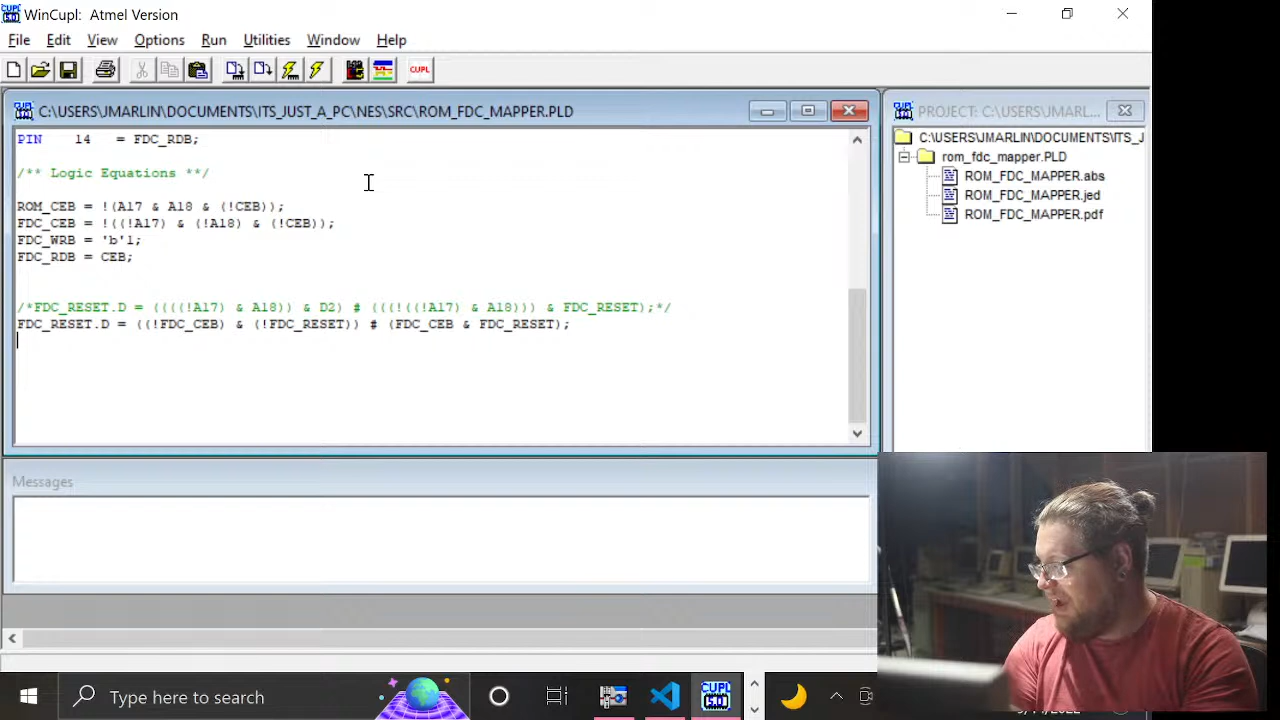 WinCupl: Atmel Version
File Edit View Options Run Utilities Window Help
CUPL
C:\USERS\JMARLIN\DOCUMENTS\ITS_JUST_A_PC\NES\SRC\ROM_FDC_MAPPER.PLD
PIN 14 = FDC_RDB;
/** Logic Equations **/
ROM_CEB = !(A17 & A18 & (!CEB));
FDC_CEB = !((!A17) & (!A18) & (!CEB));
FDC_WRB = 'b'1;
FDC_RDB = CEB;
/*FDC_RESET.D = ((((!A17) & A18)) & D2) # (((!((!A17) & A18))) & FDC_RESET);*/
FDC_RESET.D = ((!FDC_CEB) & (!FDC_RESET)) # (FDC_CEB & FDC_RESET);
PROJECT: C:\USERS\JMARL...
C:\USERS\JMARLIN\DOCUMENTS\ITS_J
rom_fdc_mapper.PLD
ROM_FDC_MAPPER.abs
ROM_FDC_MAPPER.jed
ROM_FDC_MAPPER.pdf
Messages
Type here to search
CUPL
5.0